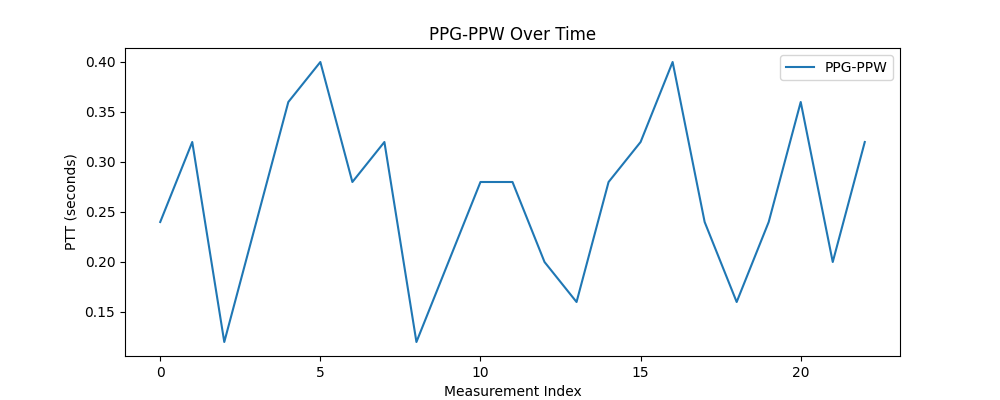 PPG-PPW Over Time
PPG-PPW
PTT (seconds)
0.40
0.35
0.30
0.25
0.20
0.15
0 5 10 15 20
Measurement Index